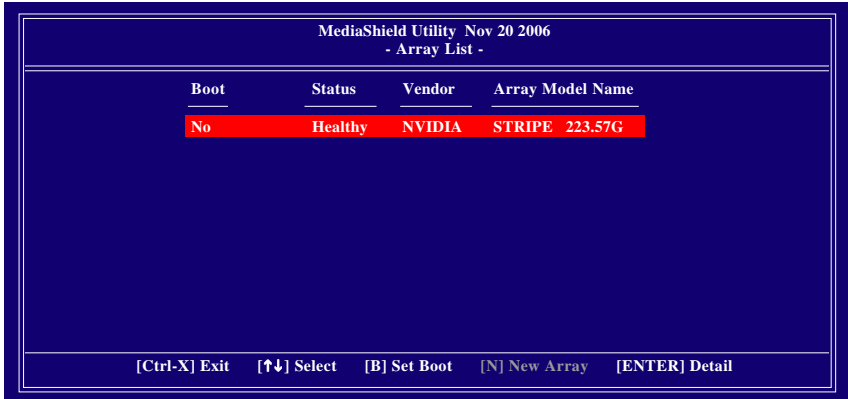 MediaShield Utility Nov 20 2006
- Array List -
Boot Status Vendor Array Model Name
No Healthy NVIDIA STRIPE 223.57G
[Ctrl-X] Exit [↑↓] Select [B] Set Boot [N] New Array [ENTER] Detail